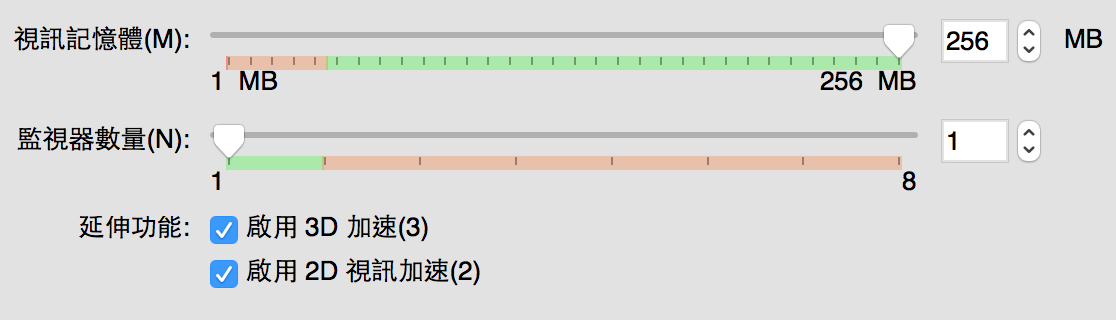 視訊記憶體(M): 256 MB
1 MB 256 MB
監視器數量(N): 1
1 8
延伸功能: 啟用 3D 加速(3)
啟用 2D 視訊加速(2)